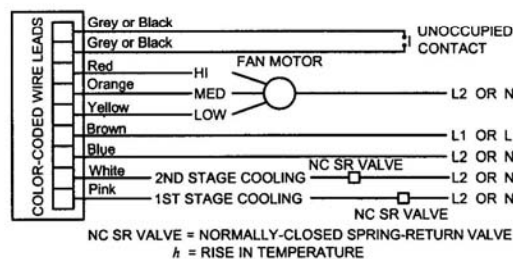 COLOR-CODED WIRE LEADS
Grey or Black
UNOCCUPIED
CONTACT
Grey or Black
Red
HI
FAN MOTOR
Orange
MED
L2 OR N
Yellow
LOW
Brown
L1 OR L
Blue
L2 OR N
White
2ND STAGE COOLING
NC SR VALVE
L2 OR N
Pink
1ST STAGE COOLING
L2 OR N
NC SR VALVE
NC SR VALVE = NORMALLY-CLOSED SPRING-RETURN VALVE
h = RISE IN TEMPERATURE